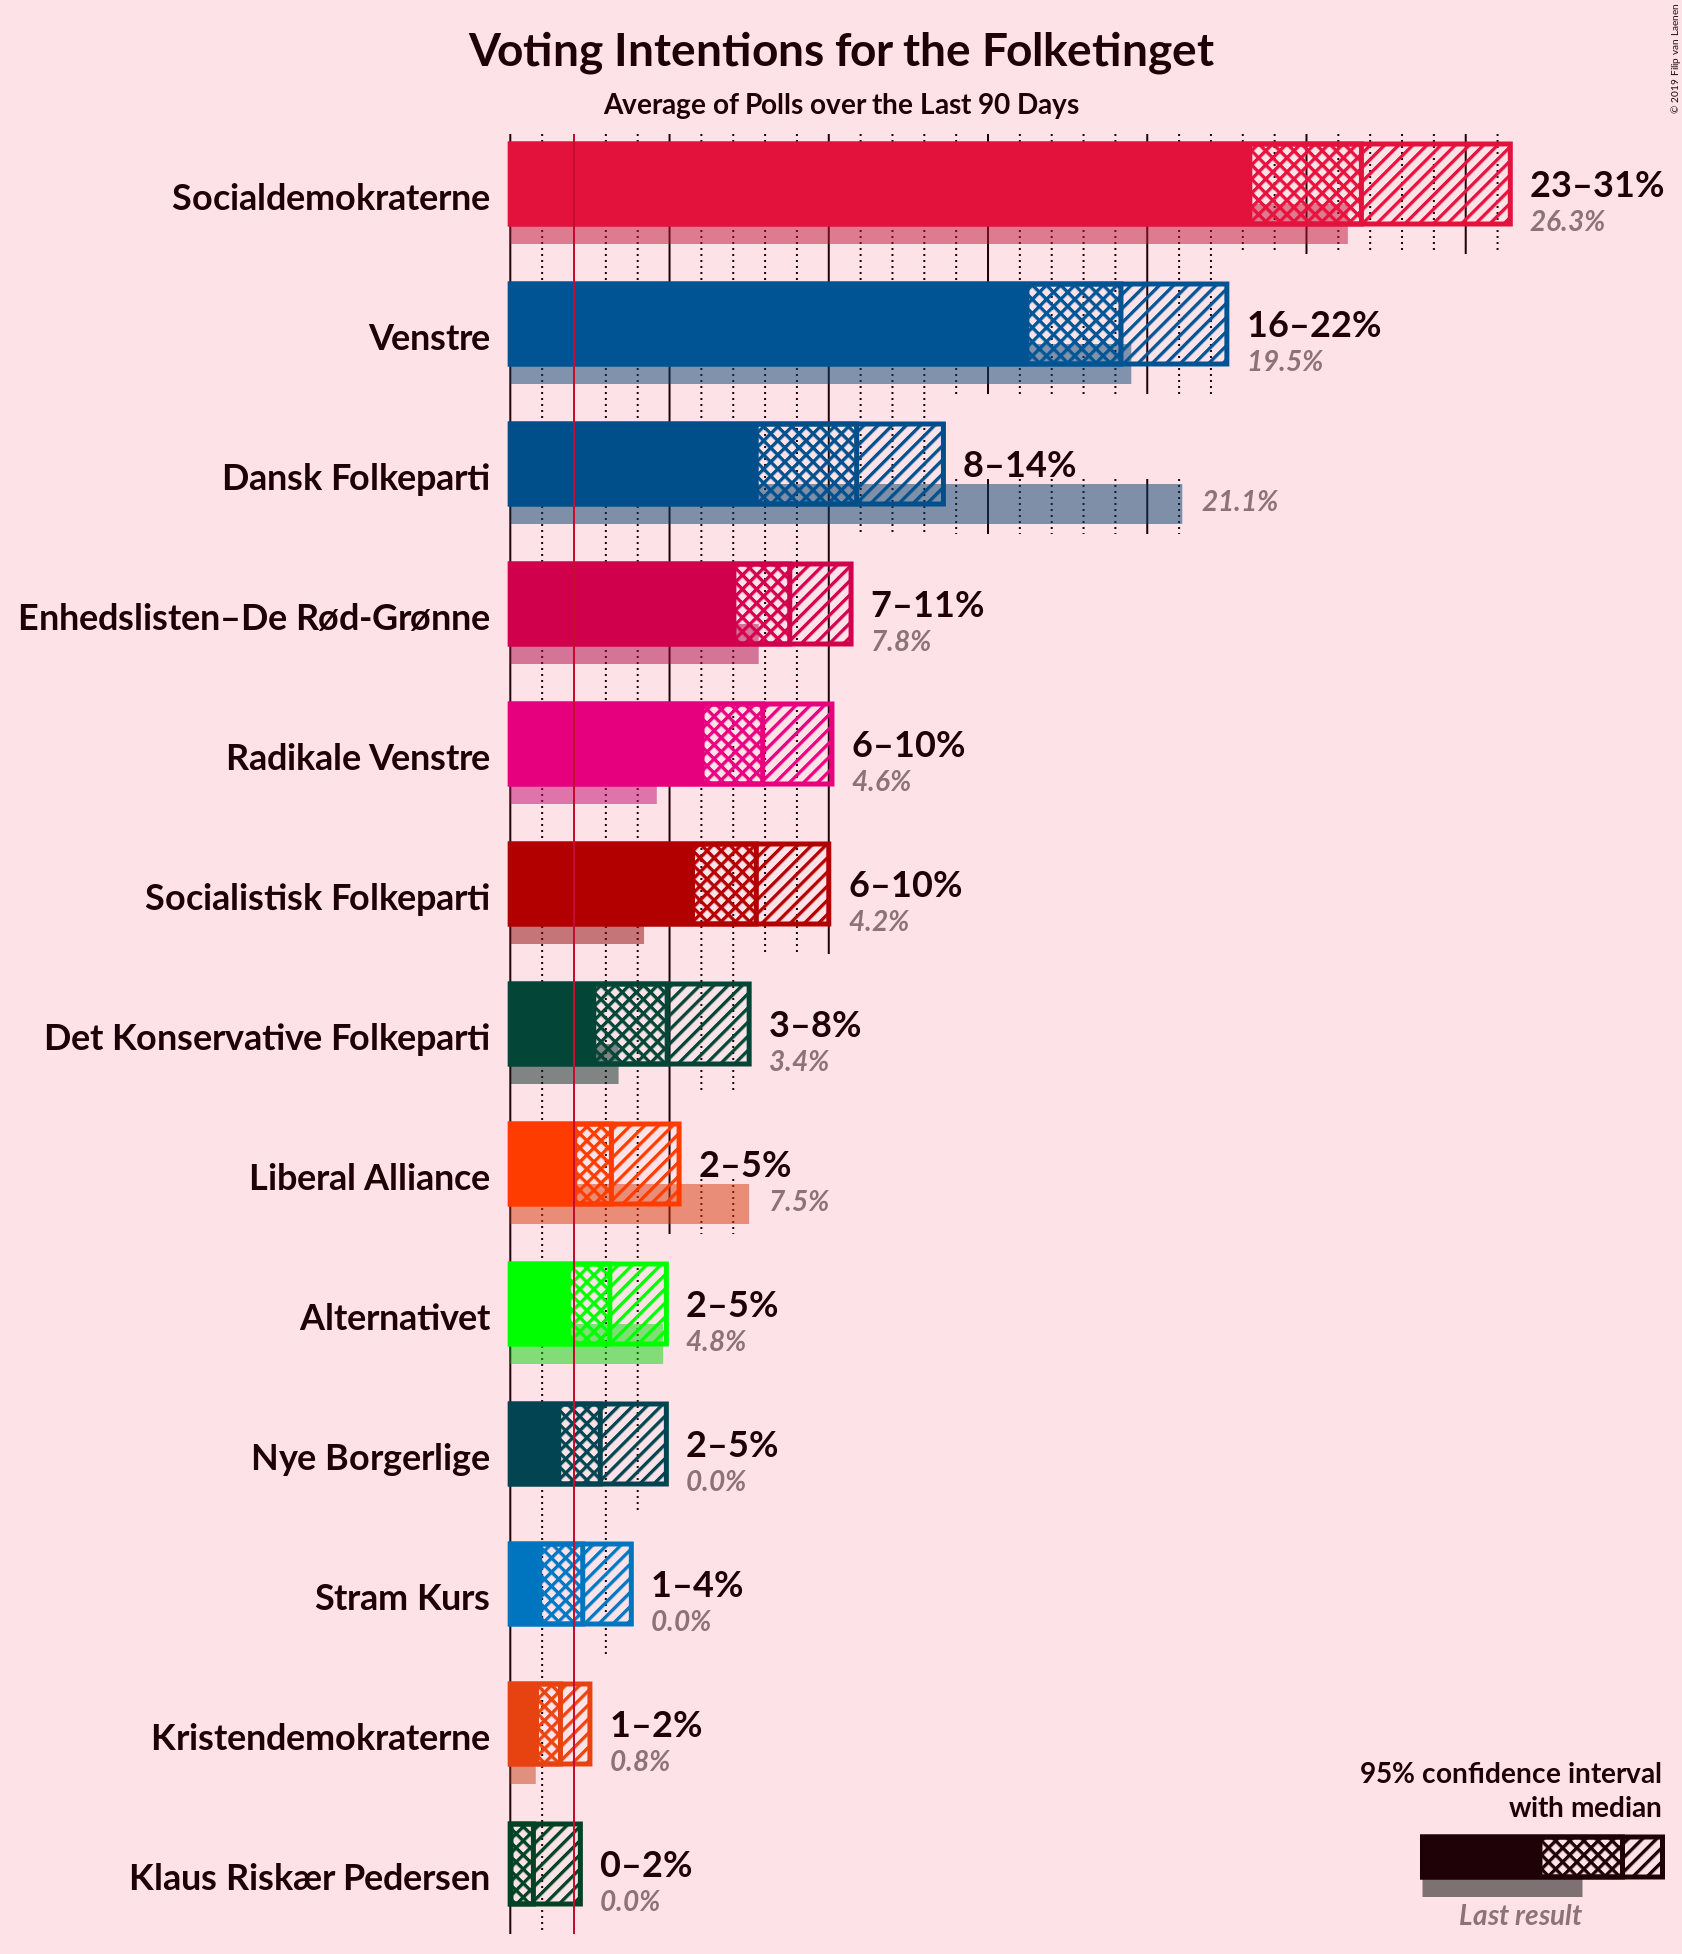 Voting Intentions for the Folketinget
Average of Polls over the Last 90 Days
© 2019 Filip van Laenen
Socialdemokraterne
23–31%
26.3%
Venstre
16–22%
19.5%
Dansk Folkeparti
8–14%
21.1%
Enhedslisten–De Rød-Grønne
7–11%
7.8%
Radikale Venstre
6–10%
4.6%
Socialistisk Folkeparti
6–10%
4.2%
Det Konservative Folkeparti
3–8%
3.4%
Liberal Alliance
2–5%
7.5%
Alternativet
2–5%
4.8%
Nye Borgerlige
2–5%
0.0%
Stram Kurs
1–4%
0.0%
Kristendemokraterne
1–2%
0.8%
Klaus Riskær Pedersen
0–2%
0.0%
95% confidence interval
with median
Last result